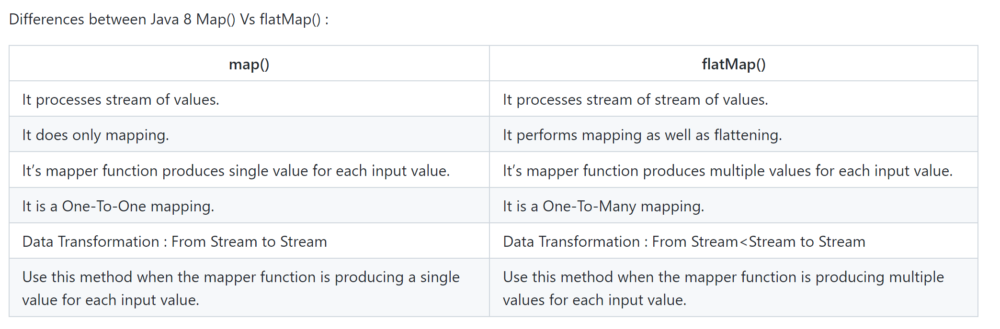 Differences between Java 8 Map() Vs flatMap() :
map()
flatMap()
It processes stream of values.
It processes stream of stream of values.
It does only mapping.
It performs mapping as well as flattening.
It’s mapper function produces single value for each input value.
It’s mapper function produces multiple values for each input value.
It is a One-To-One mapping.
It is a One-To-Many mapping.
Data Transformation : From Stream to Stream
Data Transformation : From Stream<Stream to Stream
Use this method when the mapper function is producing a single
value for each input value.
Use this method when the mapper function is producing multiple
values for each input value.